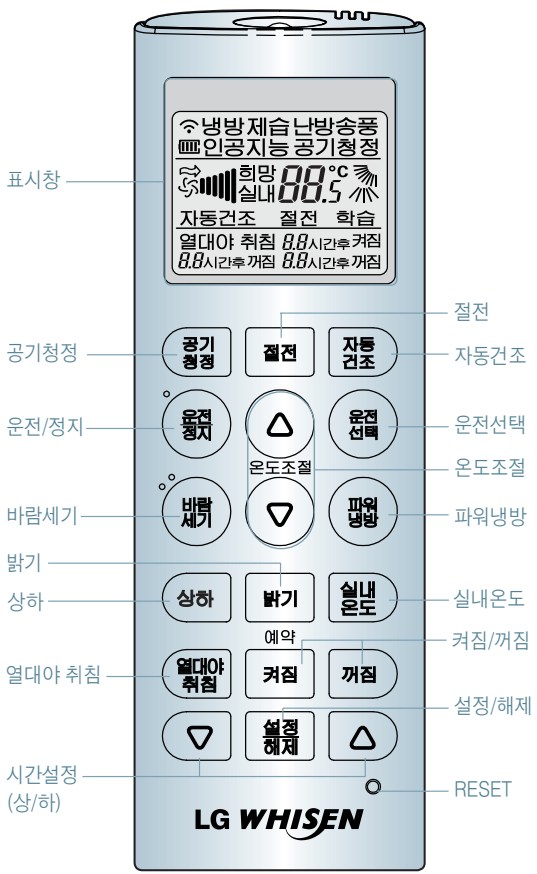 냉방제습난방송풍
인공지능 공기청정
희망 88.5 °C
실내
자동건조 절전 학습
열대야 취침 8.8시간후켜짐
8.8시간후꺼짐 8.8시간후꺼짐
표시창
절전
공기청정
공기
청정
절전
자동
건조
자동건조
운전/정지
운전
정지
운전
선택
운전선택
온도조절
온도조절
바람세기
바람
세기
파워
냉방
파워냉방
밝기
상하
상하
밝기
실내
온도
실내온도
예약
켜짐/꺼짐
열대야 취침
열대야
취침
켜짐
꺼짐
설정/해제
설정
해제
시간설정
(상/하)
RESET
LG WHISEN